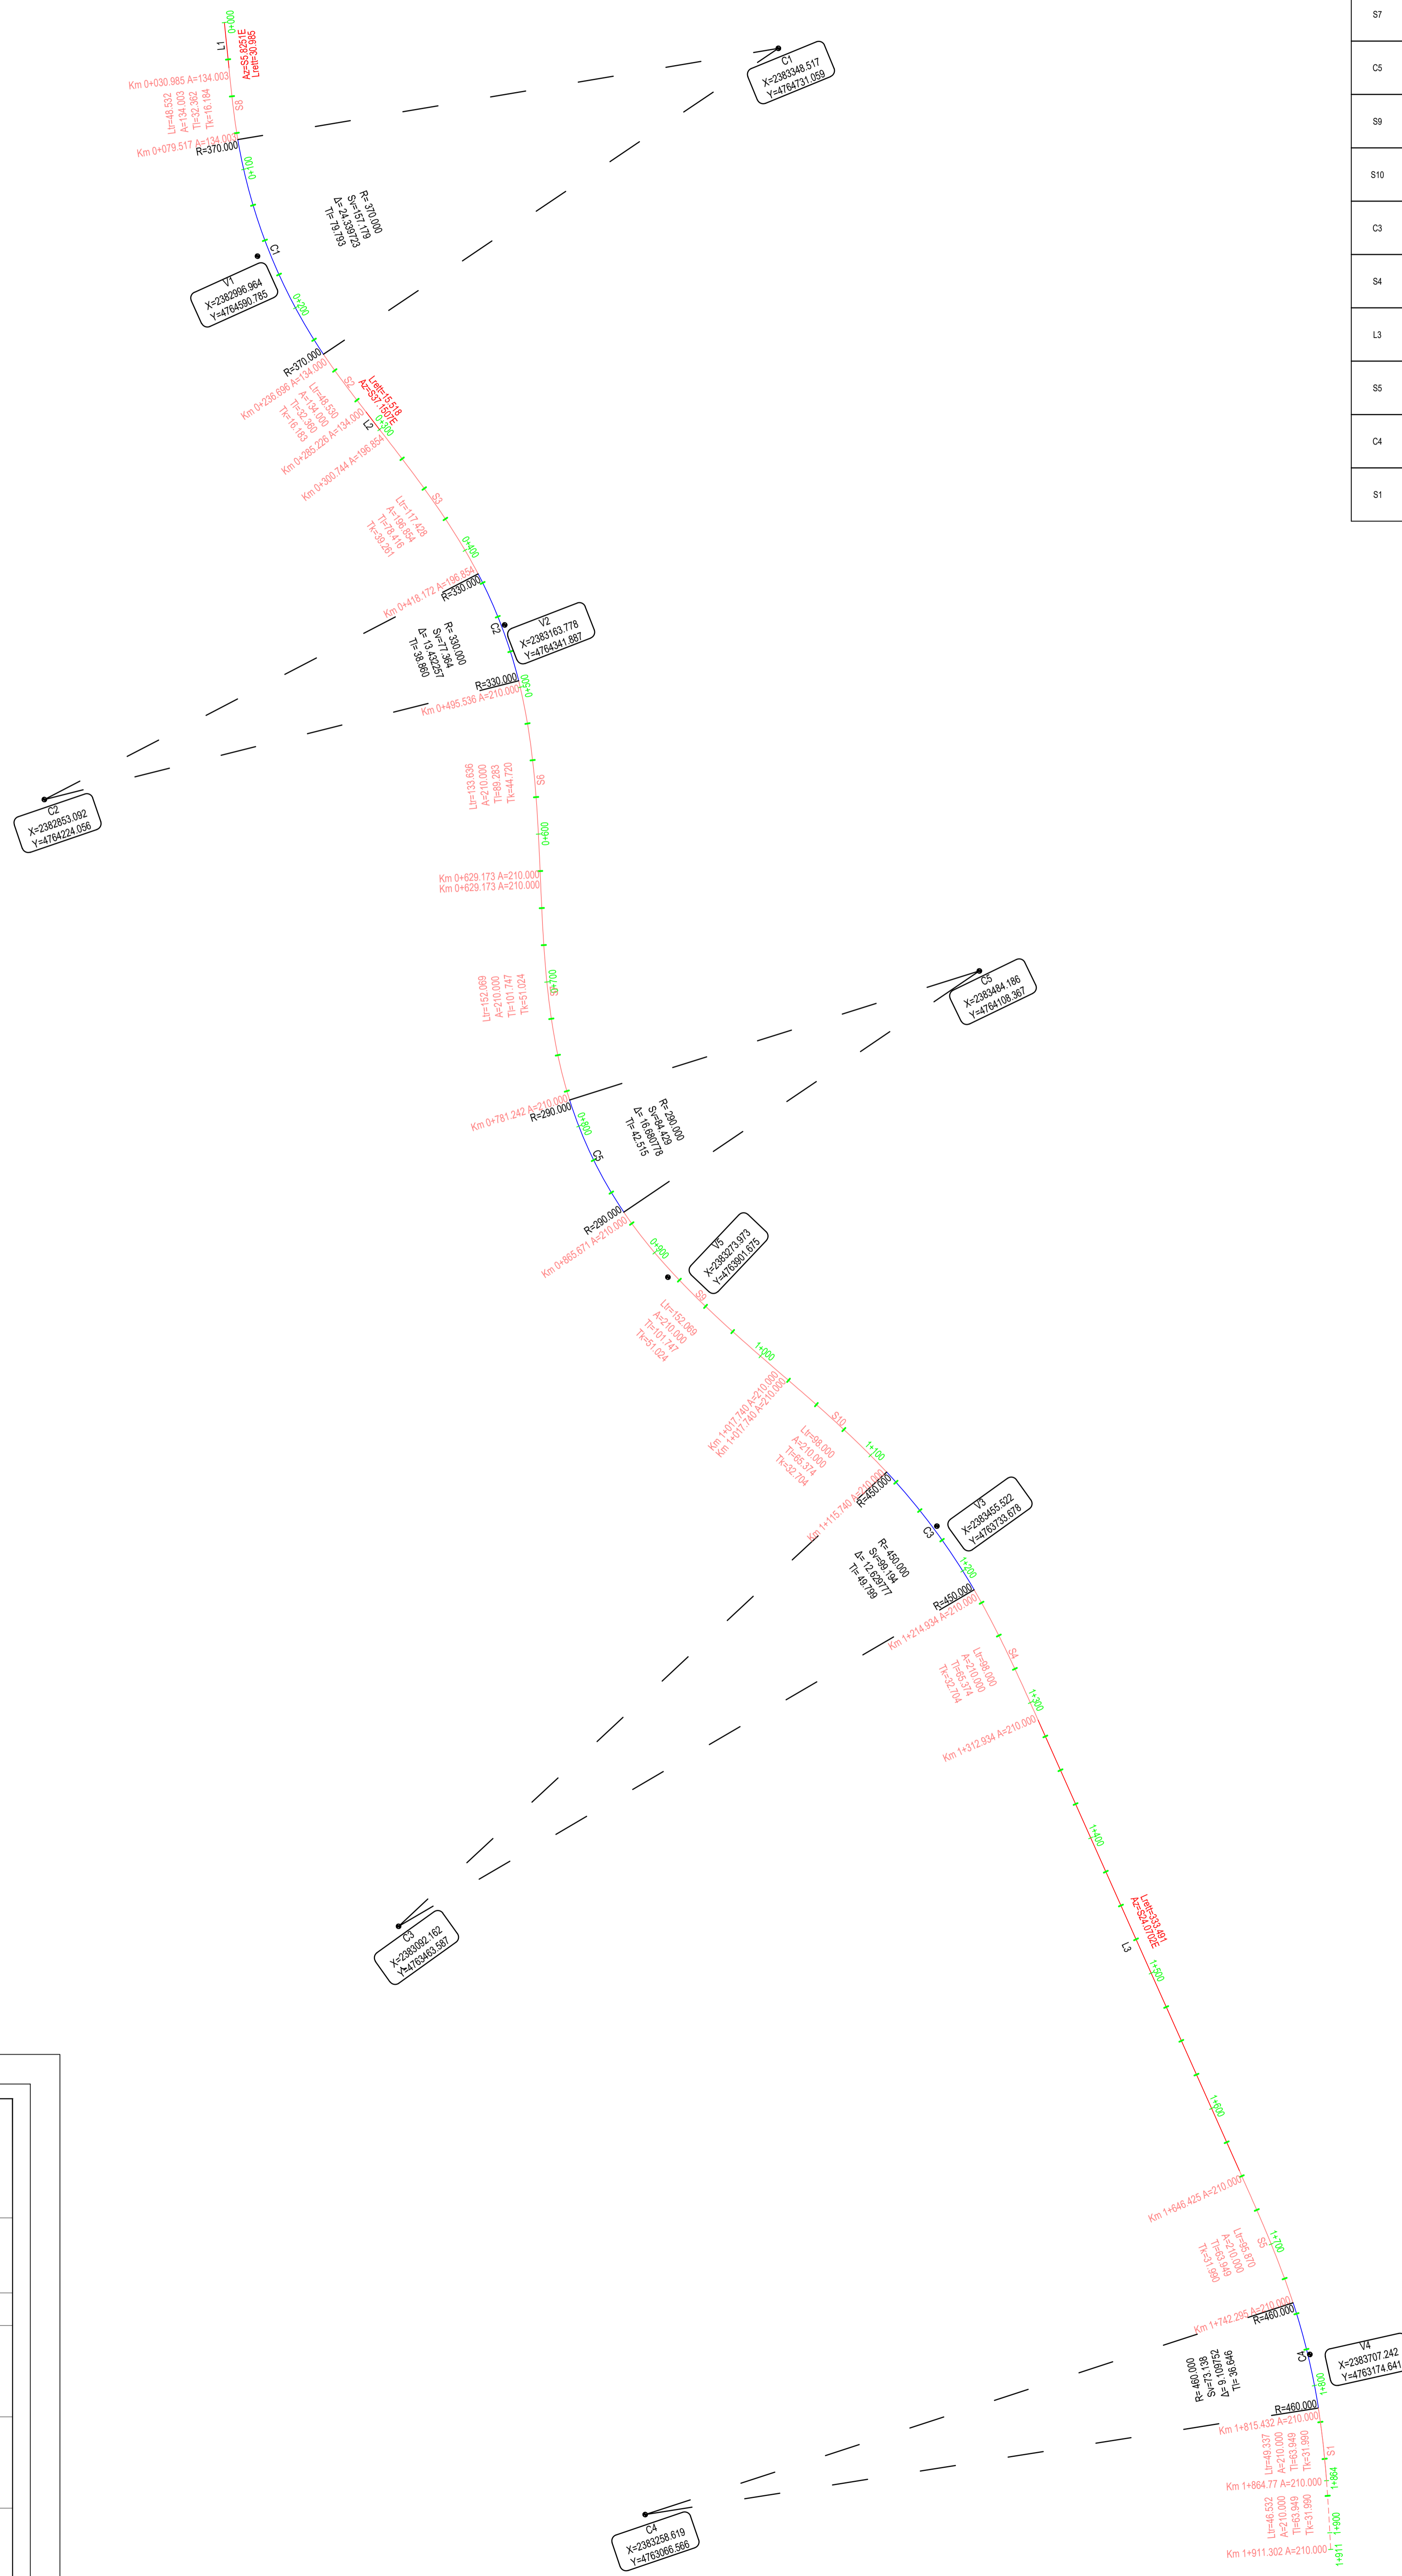 0+000
L1
Az=S5.8251E
Lrett=30.985
Km 0+030.985 A=134.003
S8
Ltr=48.532
A=134.003
Tl=32.362
Tk=16.184
Km 0+079.517 A=134.003
R=370.000
0+100
C1
X=2383348.517
Y=4764731.059
R= 370.000
Sv=157.179
Δ= 24.339723
Tl= 79.793
C1
V1
X=2382996.964
Y=4764590.785
0+200
R=370.000
Km 0+236.696 A=134.000
S2
Ltr=48.530
A=134.000
Tl=32.360
Tk=16.183
Lrett=15.518
Az=S37.1507E
Km 0+285.226 A=134.000
L2
0+300
Km 0+300.744 A=196.854
S3
Ltr=117.428
A=196.854
Tl=78.416
Tk=39.261
0+400
Km 0+418.172 A=196.854
R=330.000
C2
V2
X=2383163.778
Y=4764341.887
R= 330.000
Sv=77.364
Δ= 13.432257
Tl= 38.860
R=330.000
0+500
Km 0+495.536 A=210.000
C2
X=2382853.092
Y=4764224.056
Ltr=133.636
A=210.000
Tl=89.283
Tk=44.720
S6
0+600
Km 0+629.173 A=210.000
Km 0+629.173 A=210.000
Ltr=152.069
A=210.000
Tl=101.747
Tk=51.024
0+700
S7
C5
X=2383484.186
Y=4764108.367
Km 0+781.242 A=210.000
R=290.000
0+800
C5
R= 290.000
Sv=84.429
Δ= 16.680778
Tl= 42.515
R=290.000
Km 0+865.671 A=210.000
0+900
V5
X=2383273.973
Y=4763901.675
S9
Ltr=152.069
A=210.000
Tl=101.747
Tk=51.024
1+000
Km 1+017.740 A=210.000
Km 1+017.740 A=210.000
S10
Ltr=98.000
A=210.000
Tl=65.374
Tk=32.704
1+100
Km 1+115.740 A=210.000
R=450.000
C3
V3
X=2383455.522
Y=4763733.678
R= 450.000
Sv=99.194
Δ= 12.629777
Tl= 49.799
1+200
R=450.000
Km 1+214.934 A=210.000
S4
Ltr=98.000
A=210.000
Tl=65.374
Tk=32.704
1+300
Km 1+312.934 A=210.000
1+400
Lrett=333.491
Az=S24.0702E
L3
C3
X=2383092.162
Y=4763463.587
1+500
1+600
Km 1+646.425 A=210.000
1+700
S5
Ltr=95.870
A=210.000
Tl=63.949
Tk=31.990
Km 1+742.295 A=210.000
R=460.000
C4
V4
X=2383707.242
Y=4763174.641
R=460.000
Sv=73.138
Δ=9.109752
Tl=36.646
1+800
R=460.000
Km 1+815.432 A=210.000
Ltr=49.337
A=210.000
Tl=63.949
Tk=31.990
S1
Km 1+864.77 A=210.000
1+864
C4
X=2383258.619
Y=4763066.566
Ltr=46.532
A=210.000
Tl=63.949
Tk=31.990
1+900
Km 1+911.302 A=210.000
1+911
S7
C5
S9
S10
C3
S4
L3
S5
C4
S1